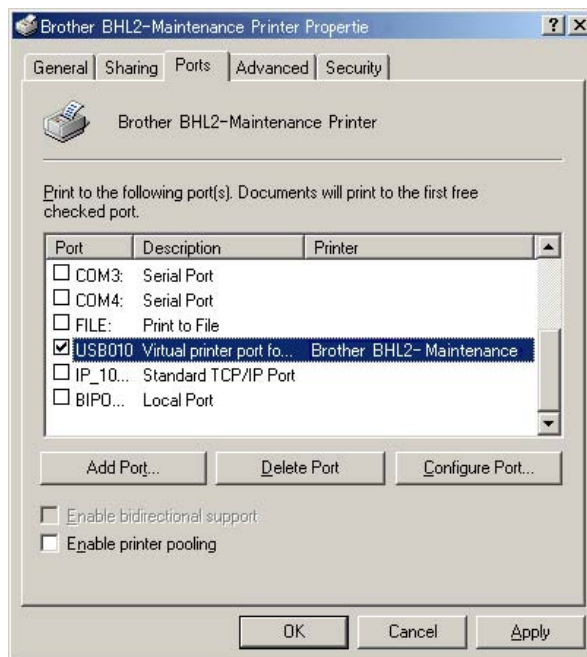 Brother BHL2-Maintenance Printer Propertie
General Sharing Ports Advanced Security
Brother BHL2-Maintenance Printer
Print to the following port(s). Documents will print to the first free
checked port.
Port Description Printer
COM3: Serial Port
COM4: Serial Port
FILE: Print to File
USB010 Virtual printer port fo... Brother BHL2- Maintenance
IP_10... Standard TCP/IP Port
BIPO... Local Port
Add Port... Delete Port Configure Port...
Enable bidirectional support
Enable printer pooling
OK Cancel Apply